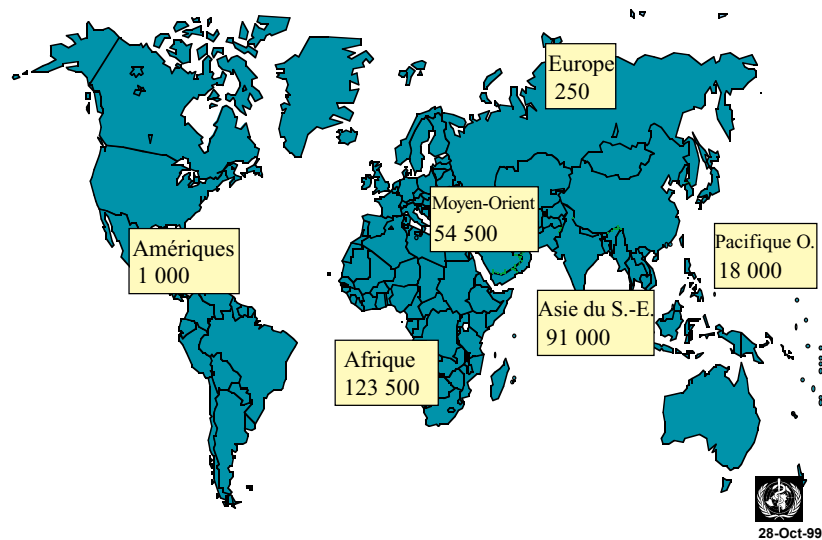 Europe
250
Moyen-Orient
54 500
Amériques
1 000
Pacifique O.
18 000
Asie du S.-E.
91 000
Afrique
123 500
28-Oct-99